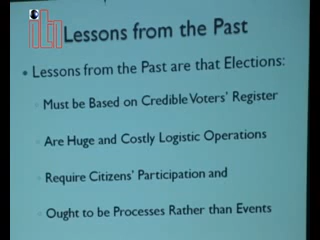 Lessons from the Past
• Lessons from the Past are that Elections:
Must be Based on Credible Voters' Register
Are Huge and Costly Logistic Operations
Require Citizens' Participation and
Ought to be Processes Rather than Events